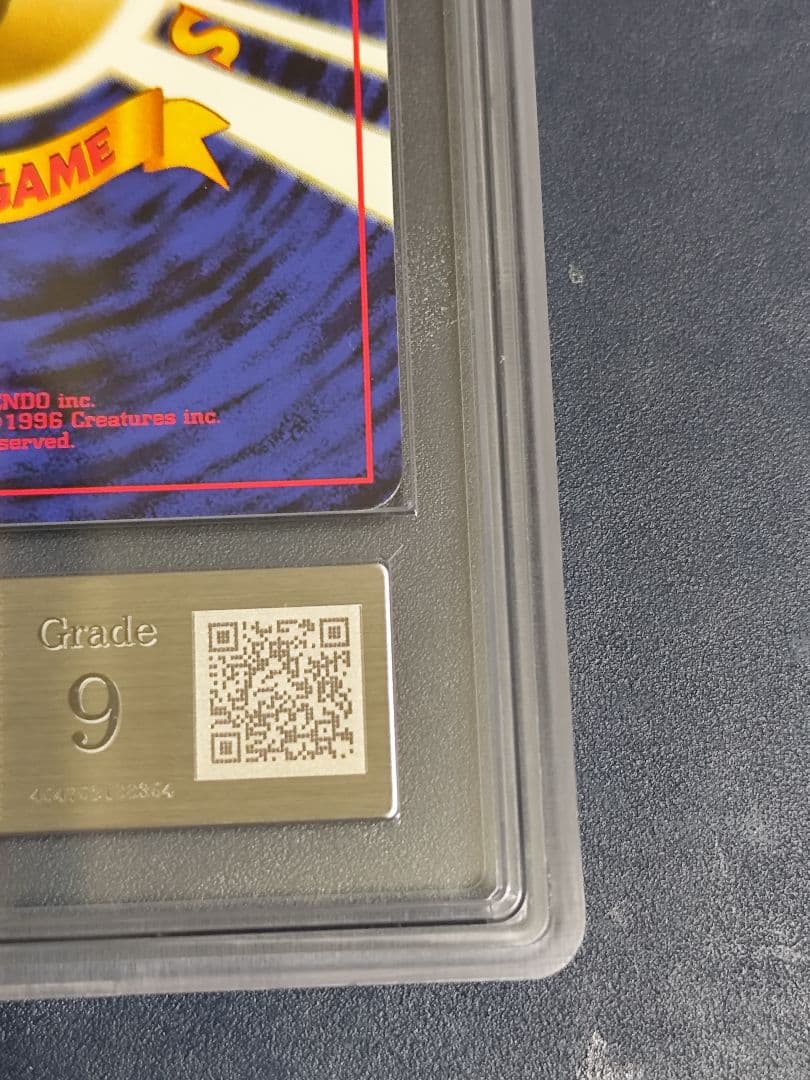 S
GAME
NDO inc.
©1996 Creatures inc.
served.
Grade
9